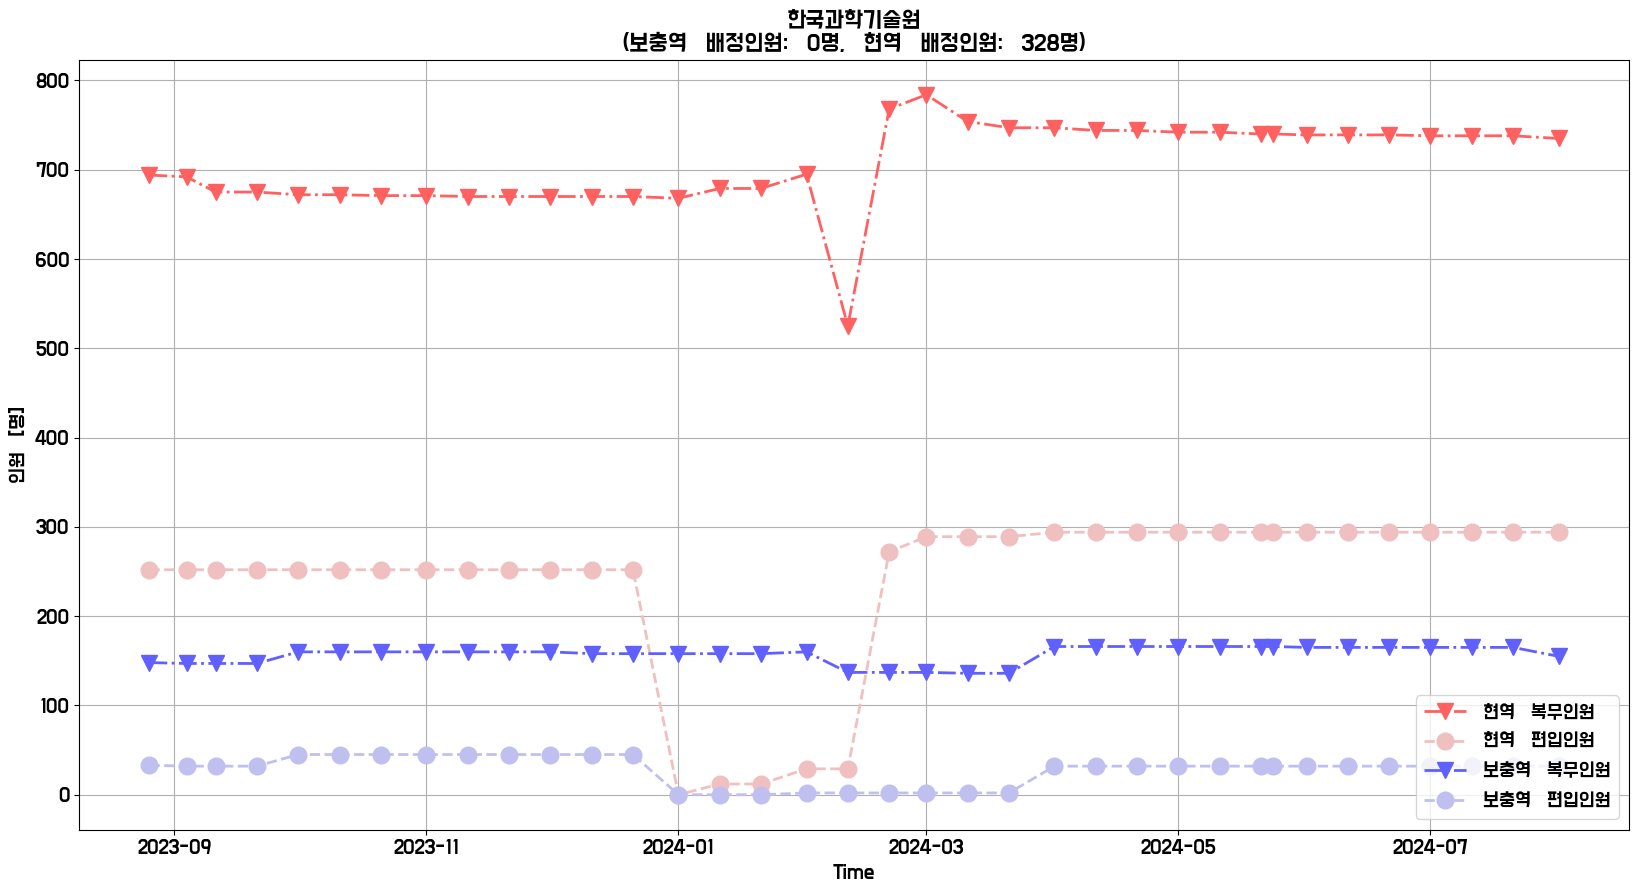 한국과학기술원
(보충역 배정인원: 0명, 현역 배정인원: 328명)
인원 [명]
800
700
600
500
400
300
200
100
0
현역 복무인원
현역 편입인원
보충역 복무인원
보충역 편입인원
2023-09
2023-11
2024-01
2024-03
2024-05
2024-07
Time